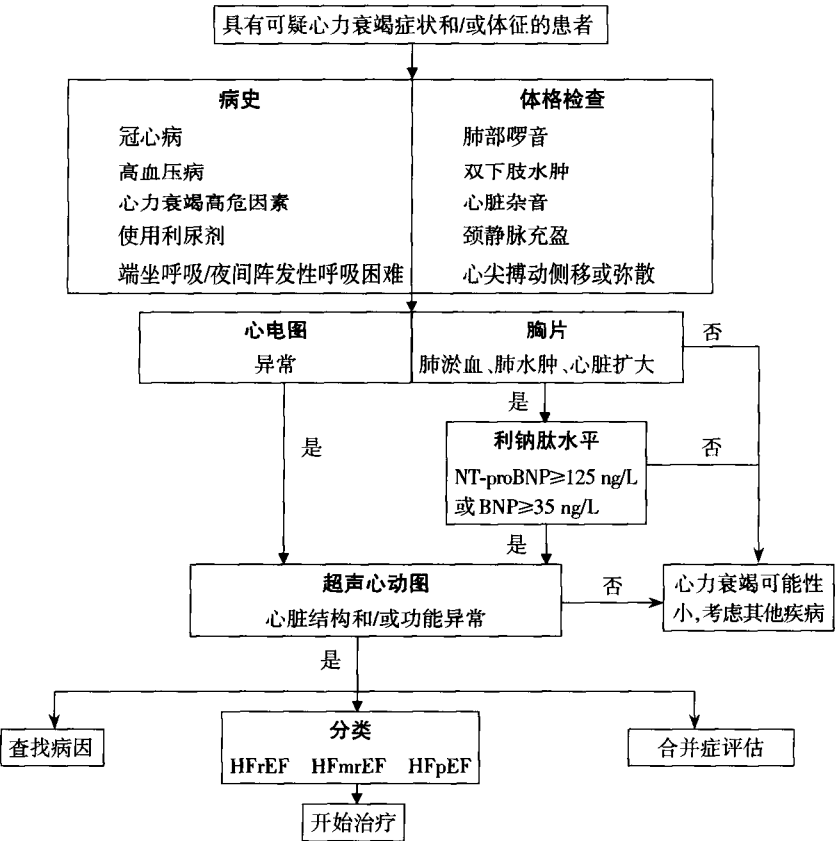 具有可疑心力衰竭症状和/或体征的患者
病史
冠心病
高血压病
心力衰竭高危因素
使用利尿剂
端坐呼吸/夜间阵发性呼吸困难
体格检查
肺部啰音
双下肢水肿
心脏杂音
颈静脉充盈
心尖搏动侧移或弥散
心电图
异常
胸片
肺淤血、肺水肿、心脏扩大
否
是
是
利钠肽水平
NT-proBNP≥125 ng/L
或BNP≥35 ng/L
否
是
超声心动图
心脏结构和/或功能异常
否
心力衰竭可能性
小,考虑其他疾病
是
查找病因
分类
HFrEF HFmrEF HFpEF
合并症评估
开始治疗